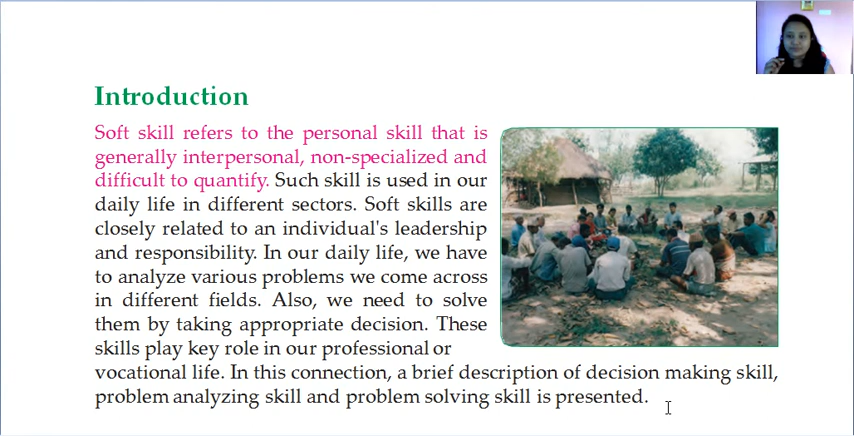 Introduction
Soft skill refers to the personal skill that is
generally interpersonal, non-specialized and
difficult to quantify. Such skill is used in our
daily life in different sectors. Soft skills are
closely related to an individual's leadership
and responsibility. In our daily life, we have
to analyze various problems we come across
in different fields. Also, we need to solve
them by taking appropriate decision. These
skills play key role in our professional or
vocational life. In this connection, a brief description of decision making skill,
problem analyzing skill and problem solving skill is presented.